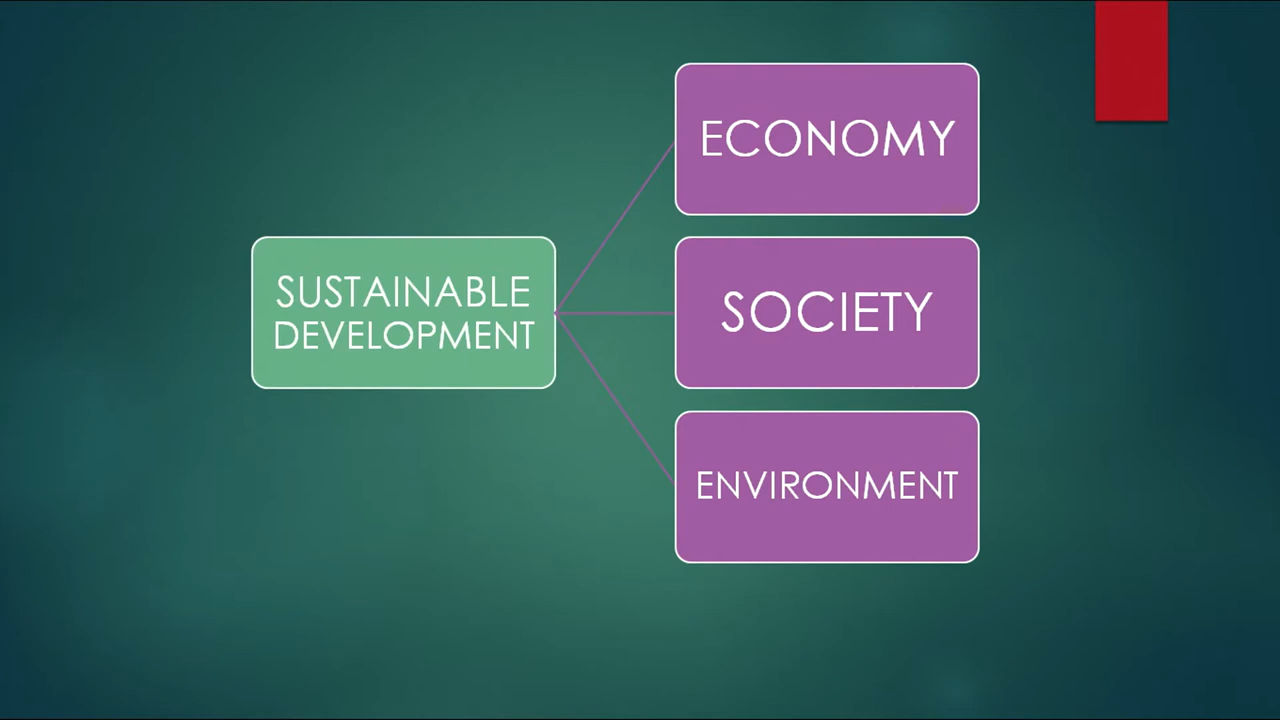 SUSTAINABLE
DEVELOPMENT
ECONOMY
SOCIETY
ENVIRONMENT